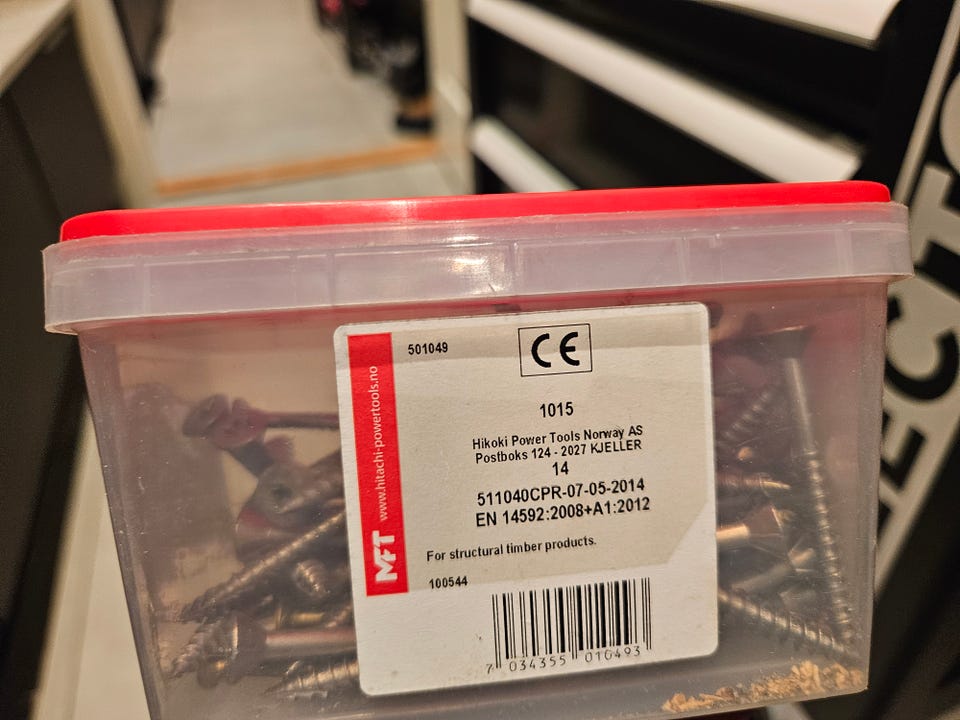 501049
CE
1015
Hikoki Power Tools Norway AS
Postboks 124 - 2027 KJELLER
14
511040CPR-07-05-2014
EN 14592:2008+A1:2012
For structural timber products.
100544
7 034355 010493
MFT www.hitachi-powertools.no